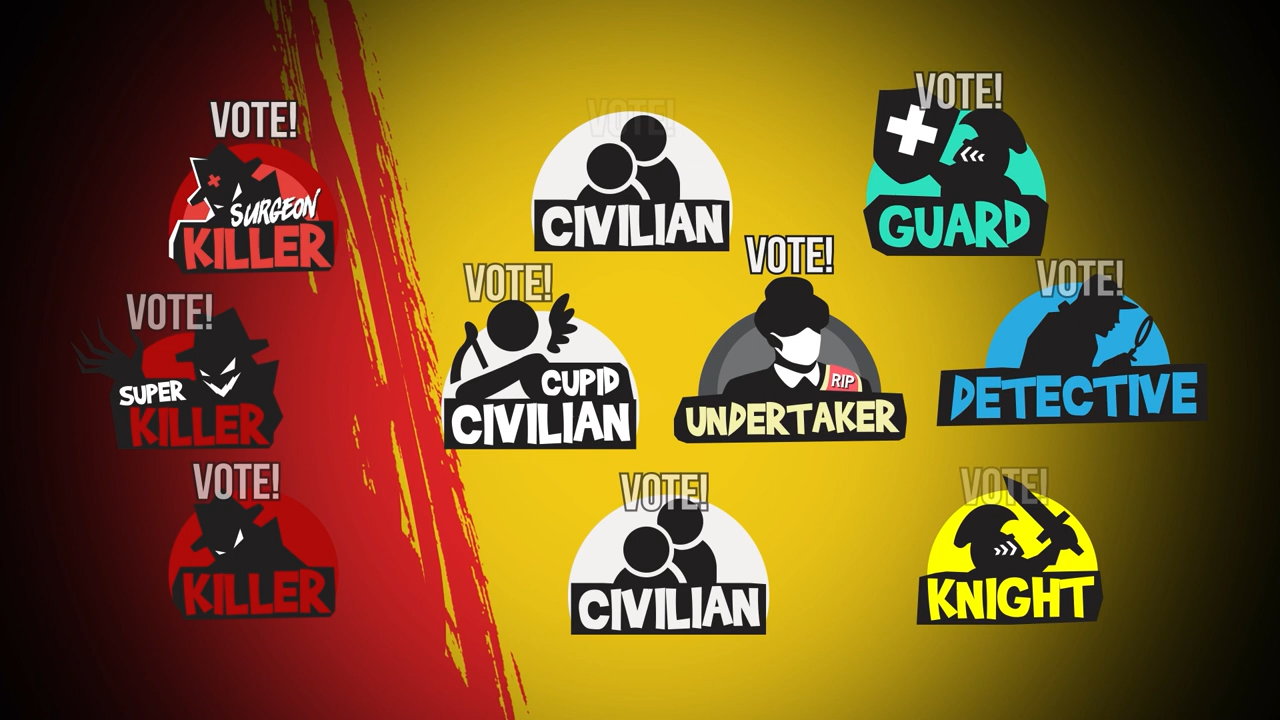 VOTE!
SURGEON
KILLER
VOTE!
SUPER
KILLER
VOTE!
KILLER
VOTE!
CIVILIAN
VOTE!
CUPID
CIVILIAN
VOTE!
RIP
UNDERTAKER
VOTE!
CIVILIAN
VOTE!
GUARD
VOTE!
DETECTIVE
VOTE!
KNIGHT